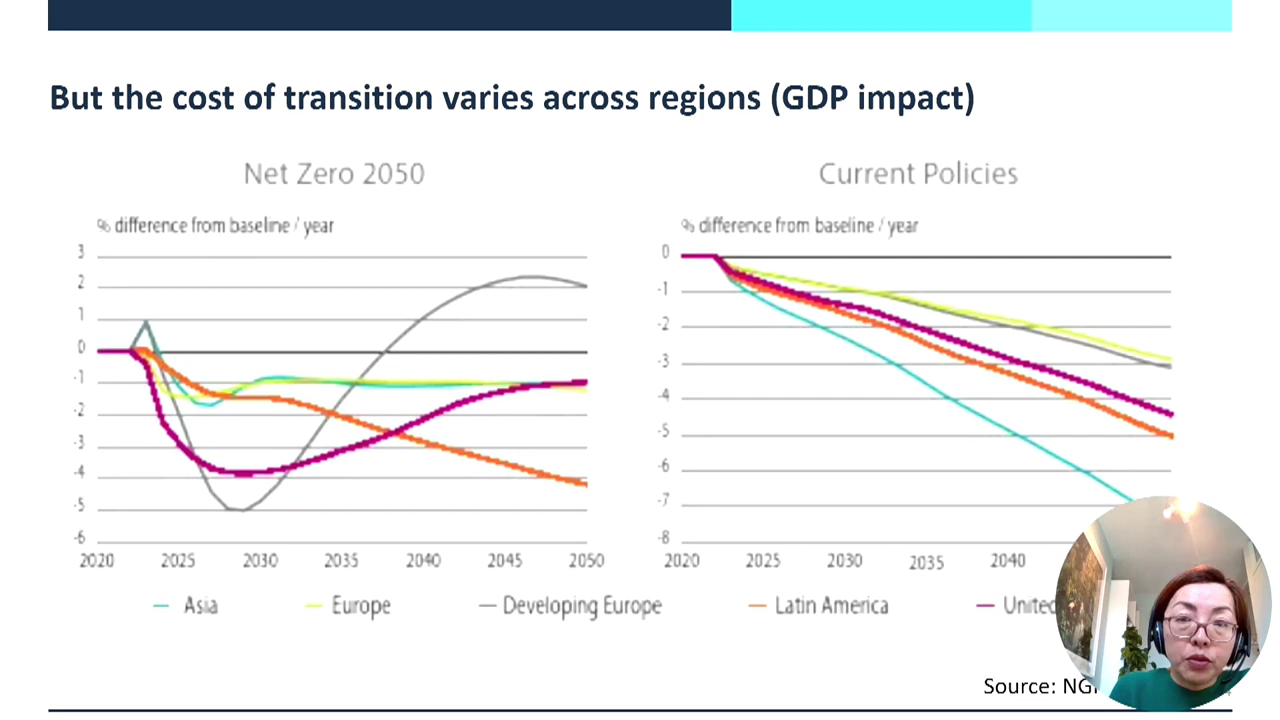 But the cost of transition varies across regions (GDP impact)
Net Zero 2050
Current Policies
% difference from baseline / year
% difference from baseline / year
3
2
1
0
-1
-2
-3
-4
-5
-6
0
-1
-2
-3
-4
-5
-6
-7
-8
2020 2025 2030 2035 2040 2045 2050
2020 2025 2030 2035 2040
Asia Europe Developing Europe Latin America United
Source: